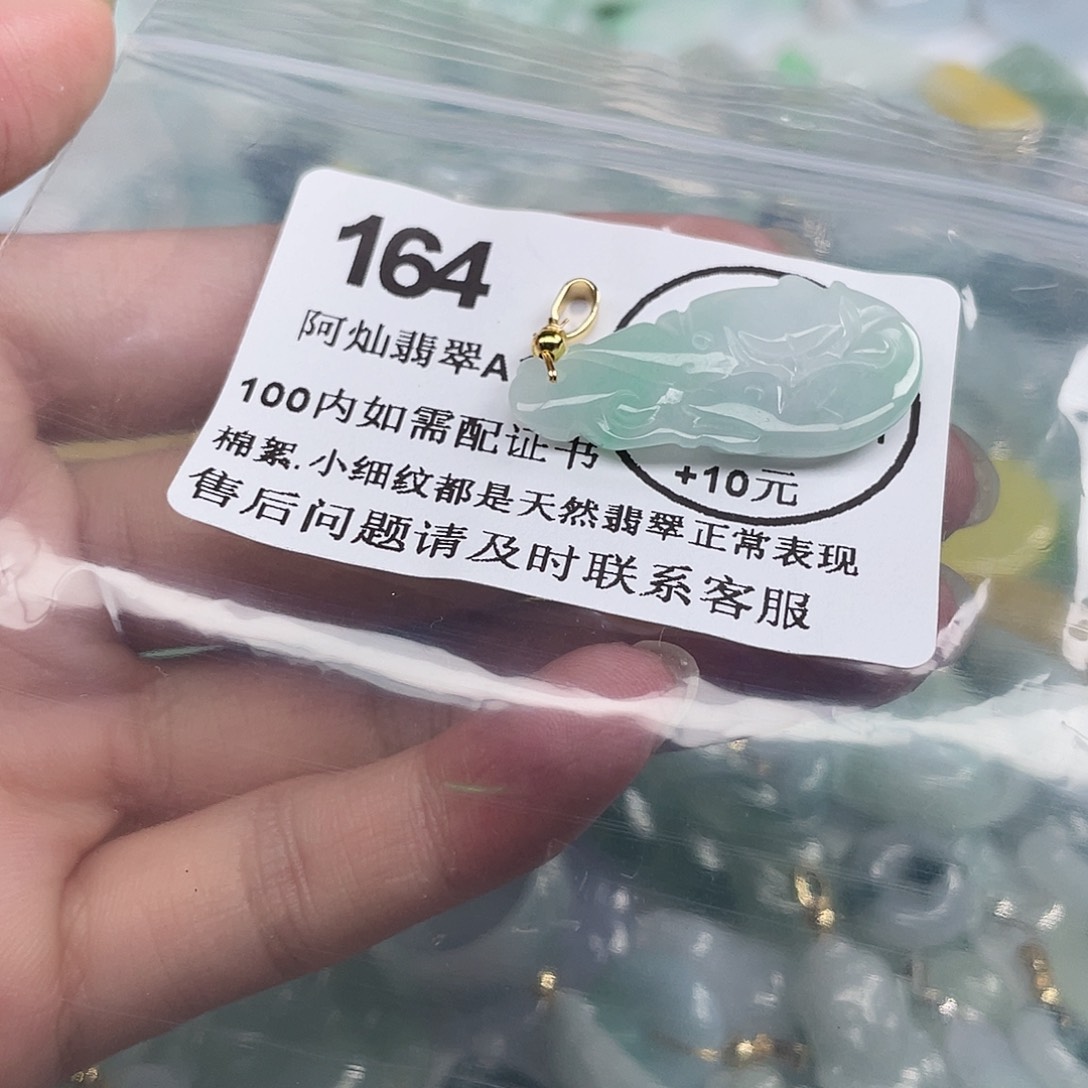 164
阿灿翡翠A
100内如需配证书
+10元
棉絮.小细纹都是天然翡翠正常表现
售后问题请及时联系客服